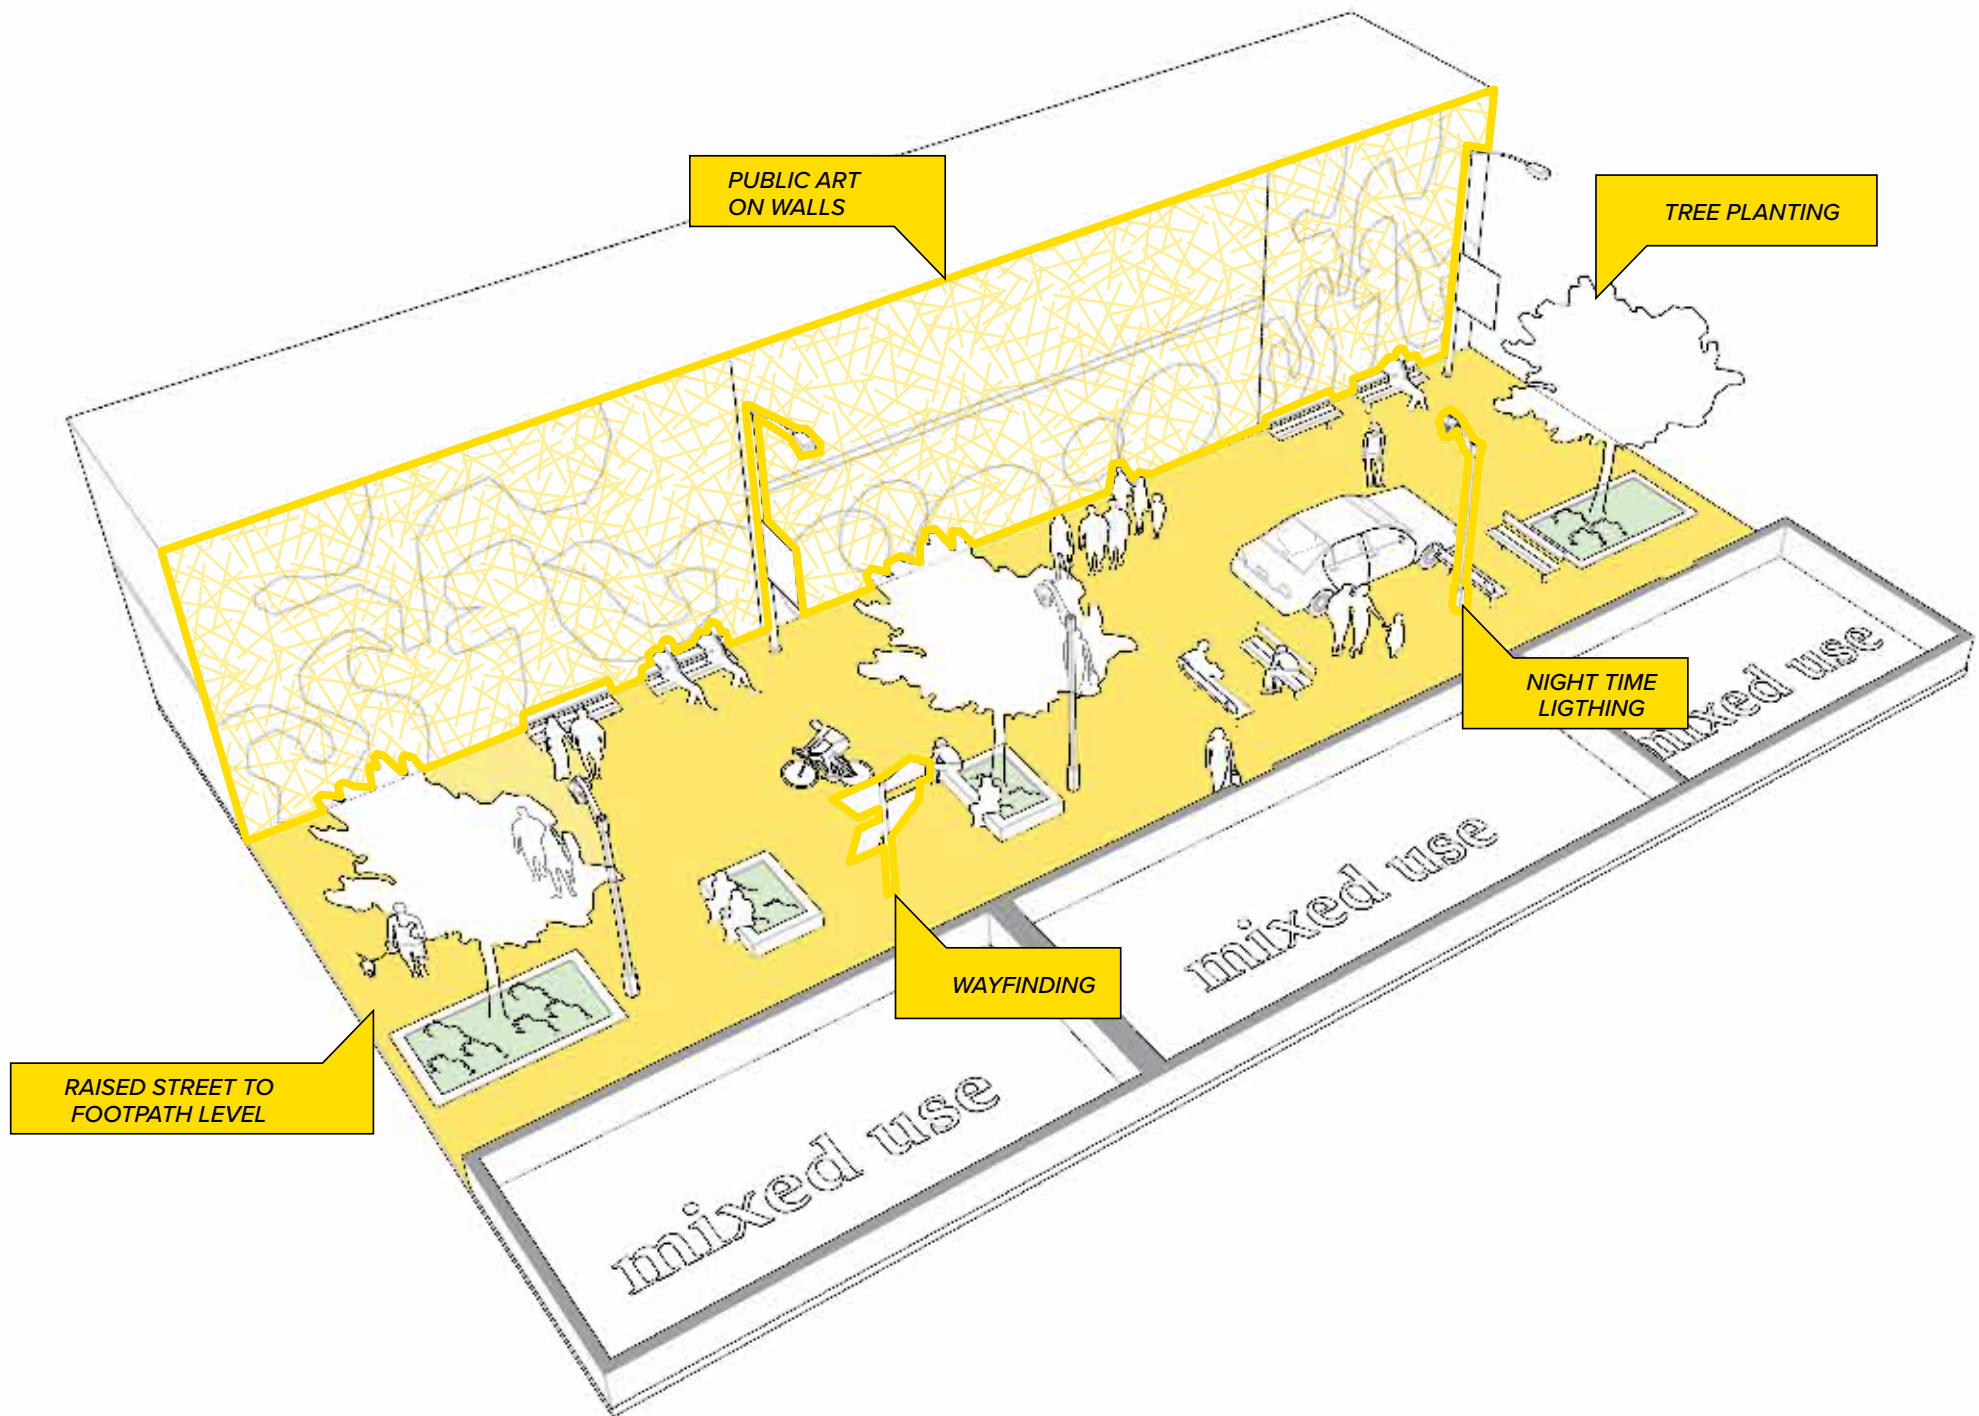 PUBLIC ART
ON WALLS
TREE PLANTING
NIGHT TIME
LIGTHING
mixed use
mixed use
WAYFINDING
RAISED STREET TO
FOOTPATH LEVEL
mixed use